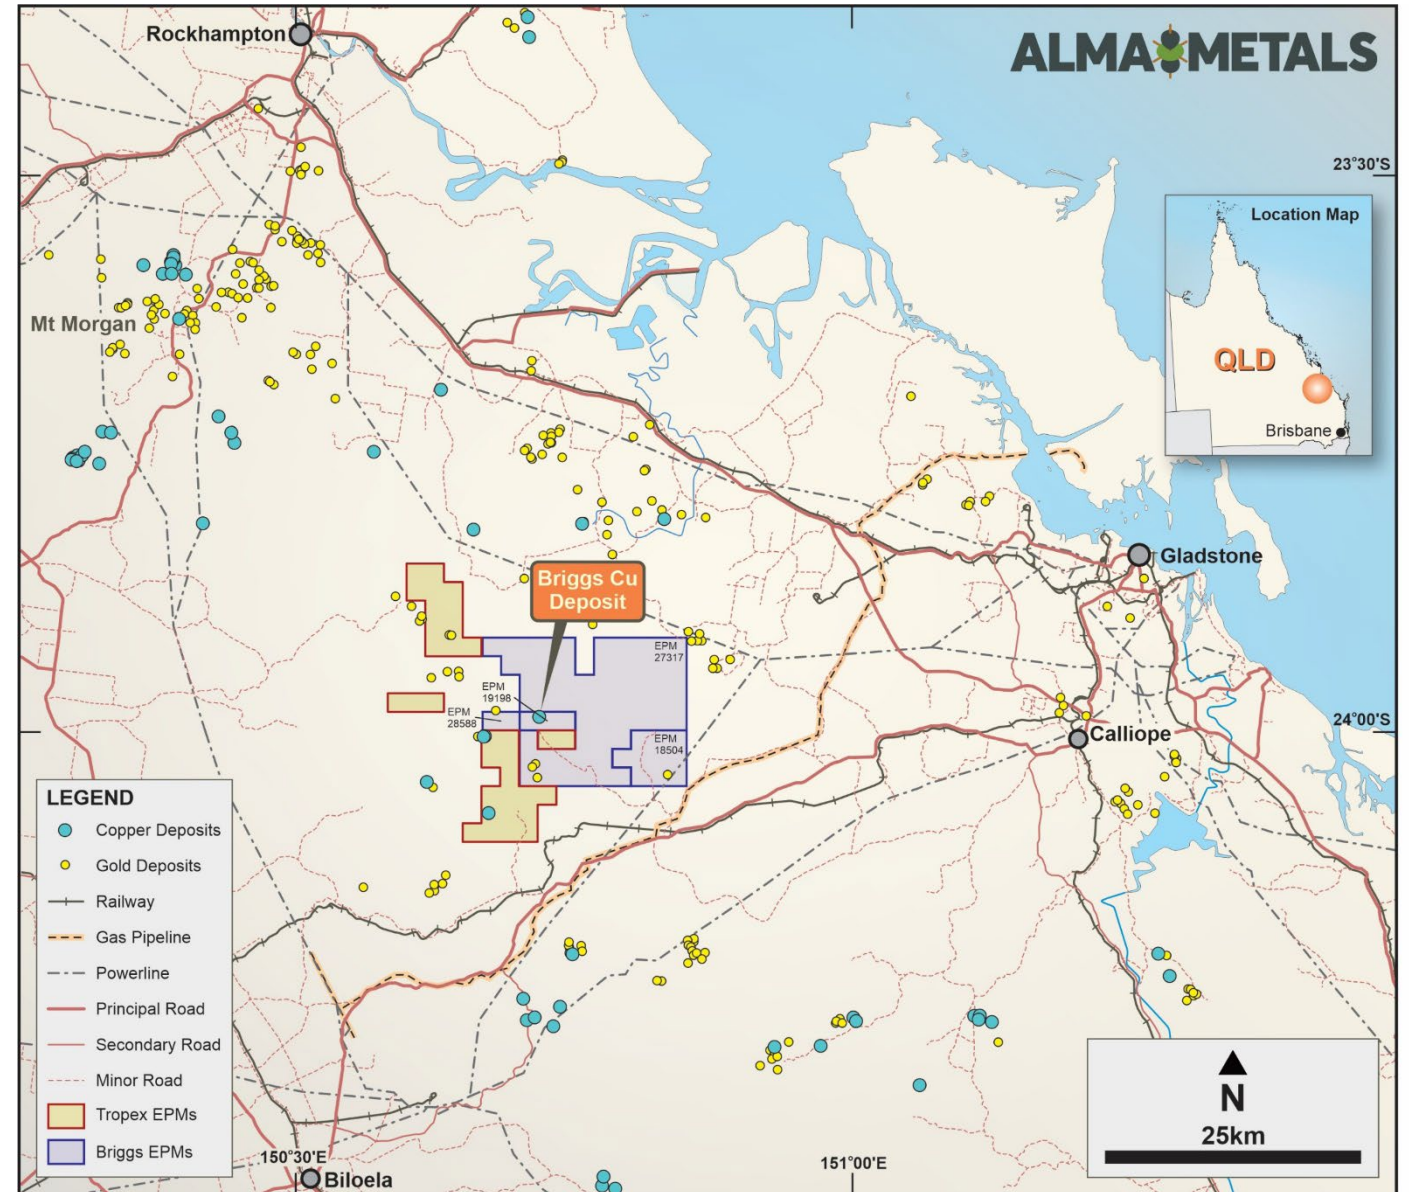 Rockhampton
ALMA METALS
23°30'S
Location Map
QLD
Brisbane
Mt Morgan
Gladstone
Briggs Cu
Deposit
EPM
27317
EPM
19198
EPM
28588
EPM
18504
24°00'S
Calliope
LEGEND
Copper Deposits
Gold Deposits
Railway
Gas Pipeline
Powerline
Principal Road
Secondary Road
Minor Road
Tropex EPMs
Briggs EPMs
N
25km
150°30'E
151°00'E
Biloela